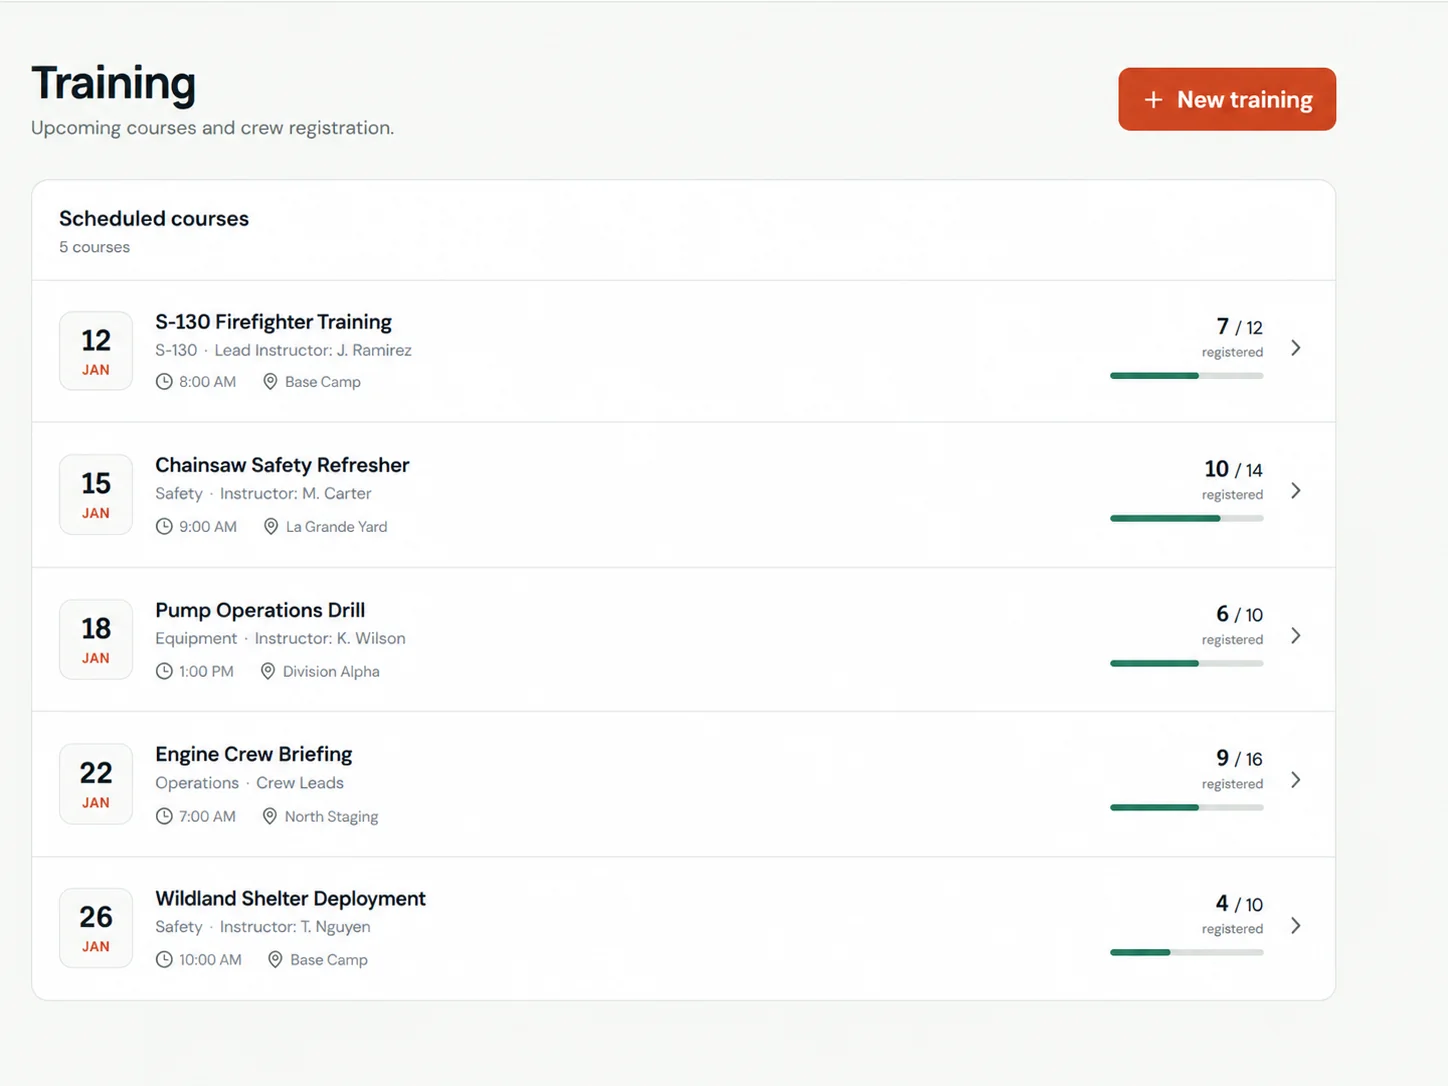 Training
Upcoming courses and crew registration.
+ New training
Scheduled courses
5 courses
12
JAN
S-130 Firefighter Training
S-130 · Lead Instructor: J. Ramirez
8:00 AM Base Camp
7 / 12
registered
15
JAN
Chainsaw Safety Refresher
Safety · Instructor: M. Carter
9:00 AM La Grande Yard
10 / 14
registered
18
JAN
Pump Operations Drill
Equipment · Instructor: K. Wilson
1:00 PM Division Alpha
6 / 10
registered
22
JAN
Engine Crew Briefing
Operations · Crew Leads
7:00 AM North Staging
9 / 16
registered
26
JAN
Wildland Shelter Deployment
Safety · Instructor: T. Nguyen
10:00 AM Base Camp
4 / 10
registered